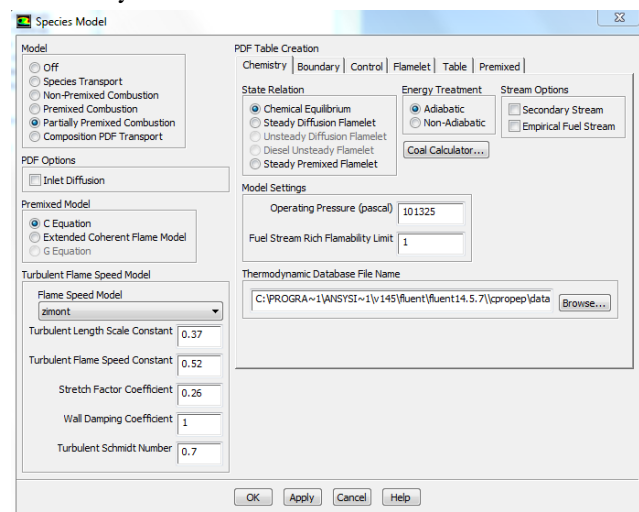 Species Model
Model
Off
Species Transport
Non-Premixed Combustion
Premixed Combustion
Partially Premixed Combustion
Composition PDF Transport
PDF Options
Inlet Diffusion
Premixed Model
C Equation
Extended Coherent Flame Model
G Equation
Turbulent Flame Speed Model
Flame Speed Model
zimont
Turbulent Length Scale Constant 0.37
Turbulent Flame Speed Constant 0.52
Stretch Factor Coefficient 0.26
Wall Damping Coefficient 1
Turbulent Schmidt Number 0.7
PDF Table Creation
Chemistry Boundary Control Flamelet Table Premixed
State Relation
Chemical Equilibrium
Steady Diffusion Flamelet
Unsteady Diffusion Flamelet
Diesel Unsteady Flamelet
Steady Premixed Flamelet
Energy Treatment
Adiabatic
Non-Adiabatic
Coal Calculator...
Stream Options
Secondary Stream
Empirical Fuel Stream
Model Settings
Operating Pressure (pascal) 101325
Fuel Stream Rich Flamability Limit 1
Thermodynamic Database File Name
C:\PROGRA~1\ANSYSI~1\v145\fluent\fluent14.5.7\\cpropep\data Browse...
OK Apply Cancel Help